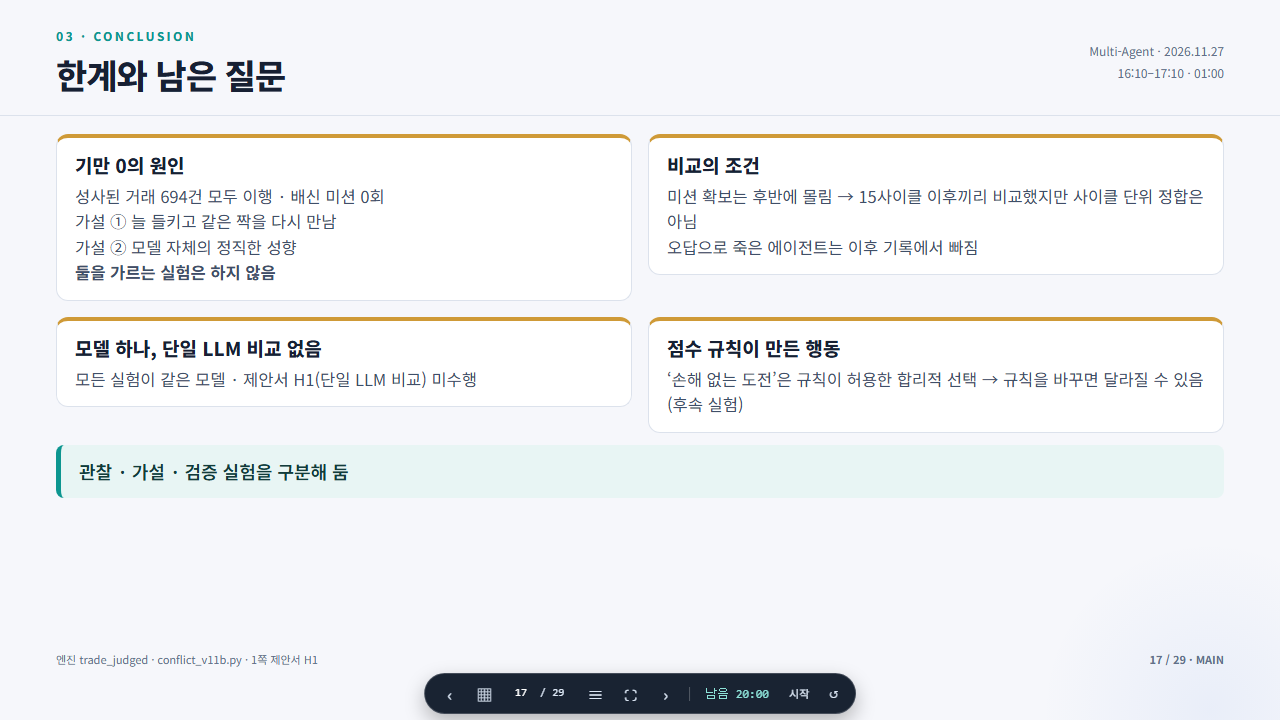 03 · CONCLUSION
한계와 남은 질문
Multi-Agent · 2026.11.27
16:10–17:10 · 01:00
기만 0의 원인
성사된 거래 694건 모두 이행 · 배신 미션 0회
가설 ① 늘 들키고 같은 짝을 다시 만남
가설 ② 모델 자체의 정직한 성향
둘을 가르는 실험은 하지 않음
비교의 조건
미션 확보는 후반에 몰림 → 15사이클 이후끼리 비교했지만 사이클 단위 정합은
아님
오답으로 죽은 에이전트는 이후 기록에서 빠짐
모델 하나, 단일 LLM 비교 없음
모든 실험이 같은 모델 · 제안서 H1(단일 LLM 비교) 미수행
점수 규칙이 만든 행동
‘손해 없는 도전’은 규칙이 허용한 합리적 선택 → 규칙을 바꾸면 달라질 수 있음
(후속 실험)
관찰 · 가설 · 검증 실험을 구분해 둠
엔진 trade_judged · conflict_v11b.py · 1쪽 제안서 H1
17 / 29 · MAIN
17 / 29
남음 20:00
시작